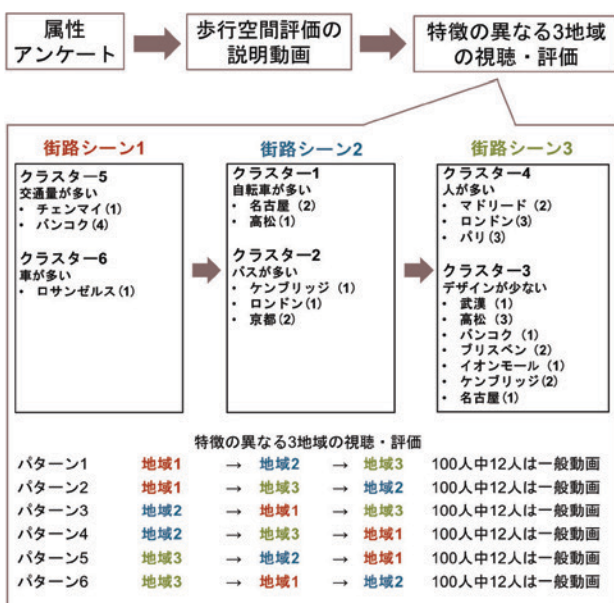 属性
アンケート
歩行空間評価の
説明動画
特徴の異なる3地域
の視聴・評価
街路シーン1
クラスター5
交通量が多い
• チェンマイ(1)
• バンコク(4)
クラスター6
車が多い
• ロサンゼルス(1)
街路シーン2
クラスター1
自転車が多い
• 名古屋 (2)
• 高松(1)
クラスター2
バスが多い
• ケンブリッジ (1)
• ロンドン(1)
• 京都(2)
街路シーン3
クラスター4
人が多い
• マドリード (2)
• ロンドン(3)
• パリ(3)
クラスター3
デザインが少ない
• 武漢 (1)
• 高松 (3)
• バンコク (1)
• ブリスベン (2)
• イオンモール (1)
• ケンブリッジ(2)
• 名古屋(1)
特徴の異なる3地域の視聴・評価
パターン1 地域1 → 地域2 → 地域3 100人中12人は一般動画
パターン2 地域1 → 地域3 → 地域2 100人中12人は一般動画
パターン3 地域2 → 地域1 → 地域3 100人中12人は一般動画
パターン4 地域2 → 地域3 → 地域1 100人中12人は一般動画
パターン5 地域3 → 地域2 → 地域1 100人中12人は一般動画
パターン6 地域3 → 地域1 → 地域2 100人中12人は一般動画